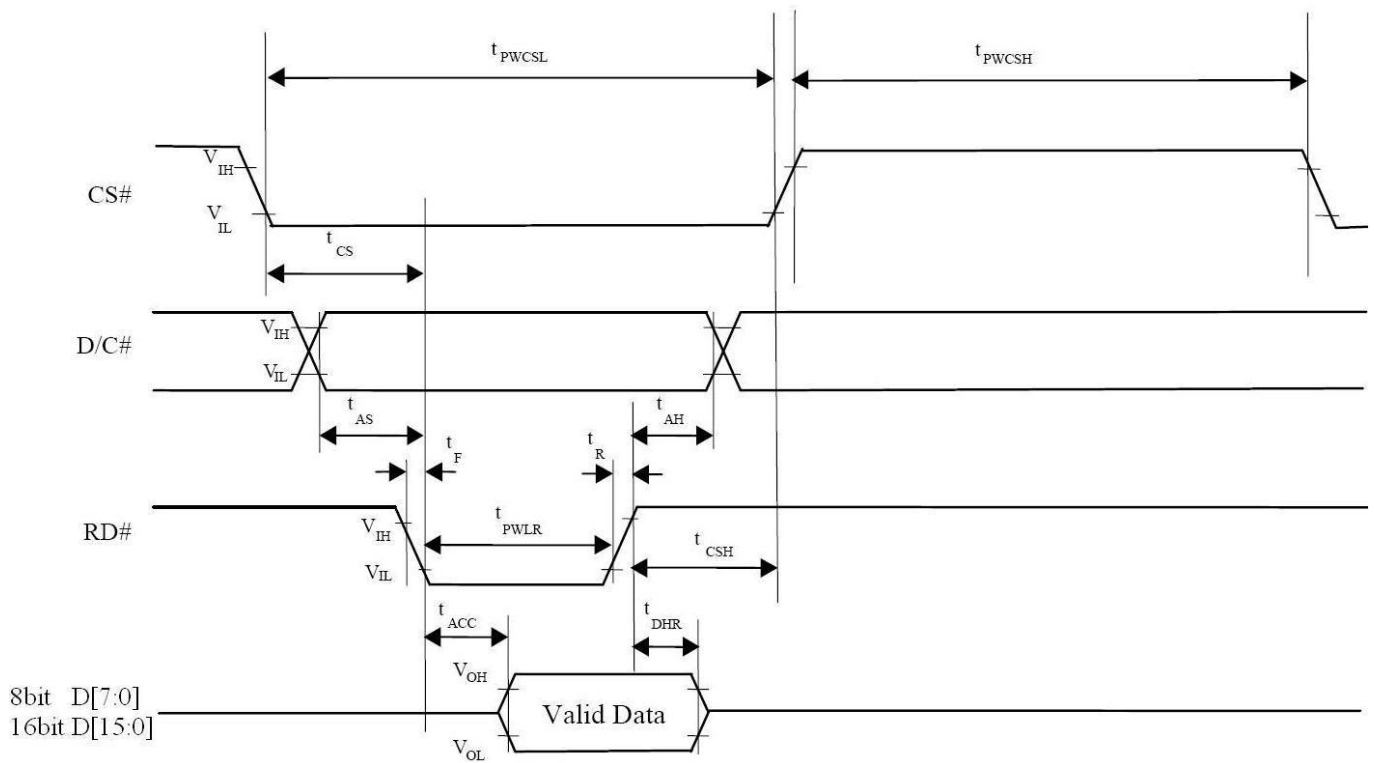 t PWCSL
t PWCSH
CS#
V IH
V IL
t CS
D/C#
V IH
V IL
t AS
t AH
t F
t R
RD#
V IH
V IL
t PWLR
t CSH
t ACC
t DHR
8bit D[7:0]
16bit D[15:0]
V OH
V OL
Valid Data